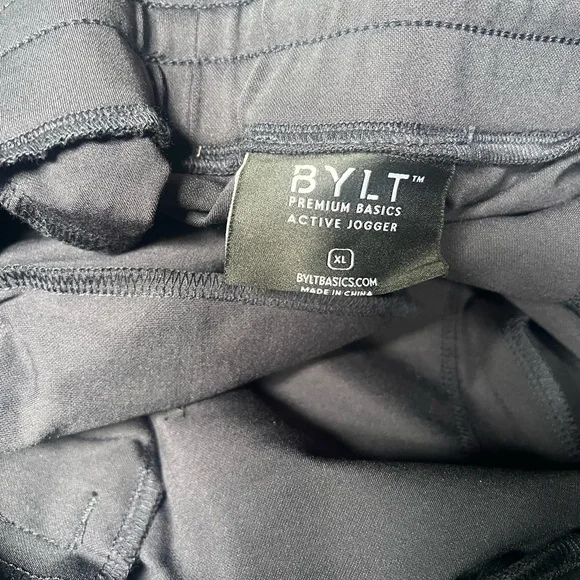 BYLT™
PREMIUM BASICS
ACTIVE JOGGER
XL
BYLTBASICS.COM
MADE IN CHINA